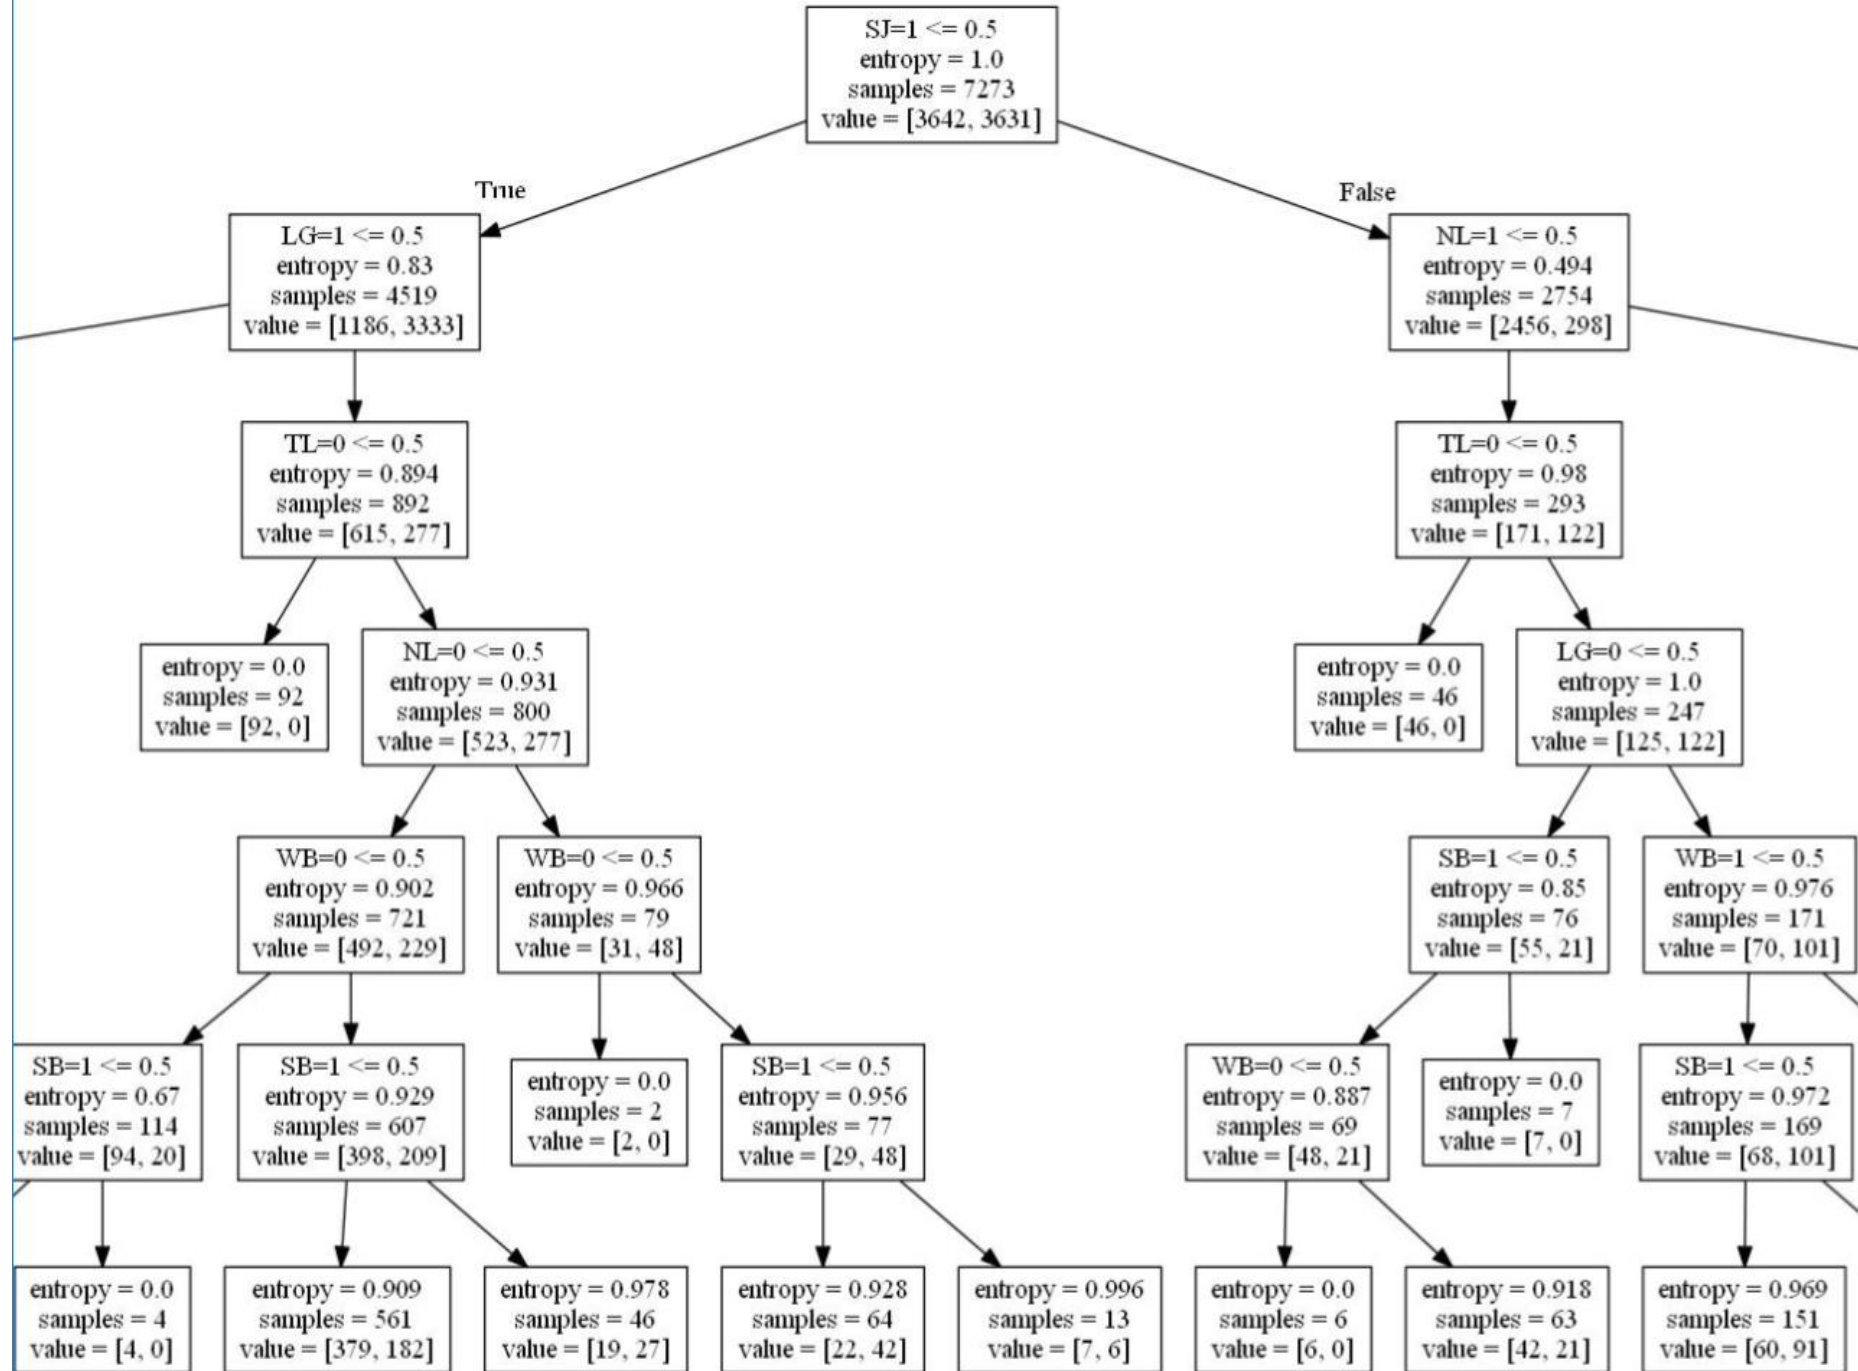 SJ=1 <= 0.5
entropy = 1.0
samples = 7273
value = [3642, 3631]
True
False
LG=1 <= 0.5
entropy = 0.83
samples = 4519
value = [1186, 3333]
NL=1 <= 0.5
entropy = 0.494
samples = 2754
value = [2456, 298]
TL=0 <= 0.5
entropy = 0.894
samples = 892
value = [615, 277]
TL=0 <= 0.5
entropy = 0.98
samples = 293
value = [171, 122]
entropy = 0.0
samples = 92
value = [92, 0]
NL=0 <= 0.5
entropy = 0.931
samples = 800
value = [523, 277]
entropy = 0.0
samples = 46
value = [46, 0]
LG=0 <= 0.5
entropy = 1.0
samples = 247
value = [125, 122]
WB=0 <= 0.5
entropy = 0.902
samples = 721
value = [492, 229]
WB=0 <= 0.5
entropy = 0.966
samples = 79
value = [31, 48]
SB=1 <= 0.5
entropy = 0.85
samples = 76
value = [55, 21]
WB=1 <= 0.5
entropy = 0.976
samples = 171
value = [70, 101]
SB=1 <= 0.5
entropy = 0.67
samples = 114
value = [94, 20]
SB=1 <= 0.5
entropy = 0.929
samples = 607
value = [398, 209]
entropy = 0.0
samples = 2
value = [2, 0]
SB=1 <= 0.5
entropy = 0.956
samples = 77
value = [29, 48]
WB=0 <= 0.5
entropy = 0.887
samples = 69
value = [48, 21]
entropy = 0.0
samples = 7
value = [7, 0]
SB=1 <= 0.5
entropy = 0.972
samples = 169
value = [68, 101]
entropy = 0.0
samples = 4
value = [4, 0]
entropy = 0.909
samples = 561
value = [379, 182]
entropy = 0.978
samples = 46
value = [19, 27]
entropy = 0.928
samples = 64
value = [22, 42]
entropy = 0.996
samples = 13
value = [7, 6]
entropy = 0.0
samples = 6
value = [6, 0]
entropy = 0.918
samples = 63
value = [42, 21]
entropy = 0.969
samples = 151
value = [60, 91]